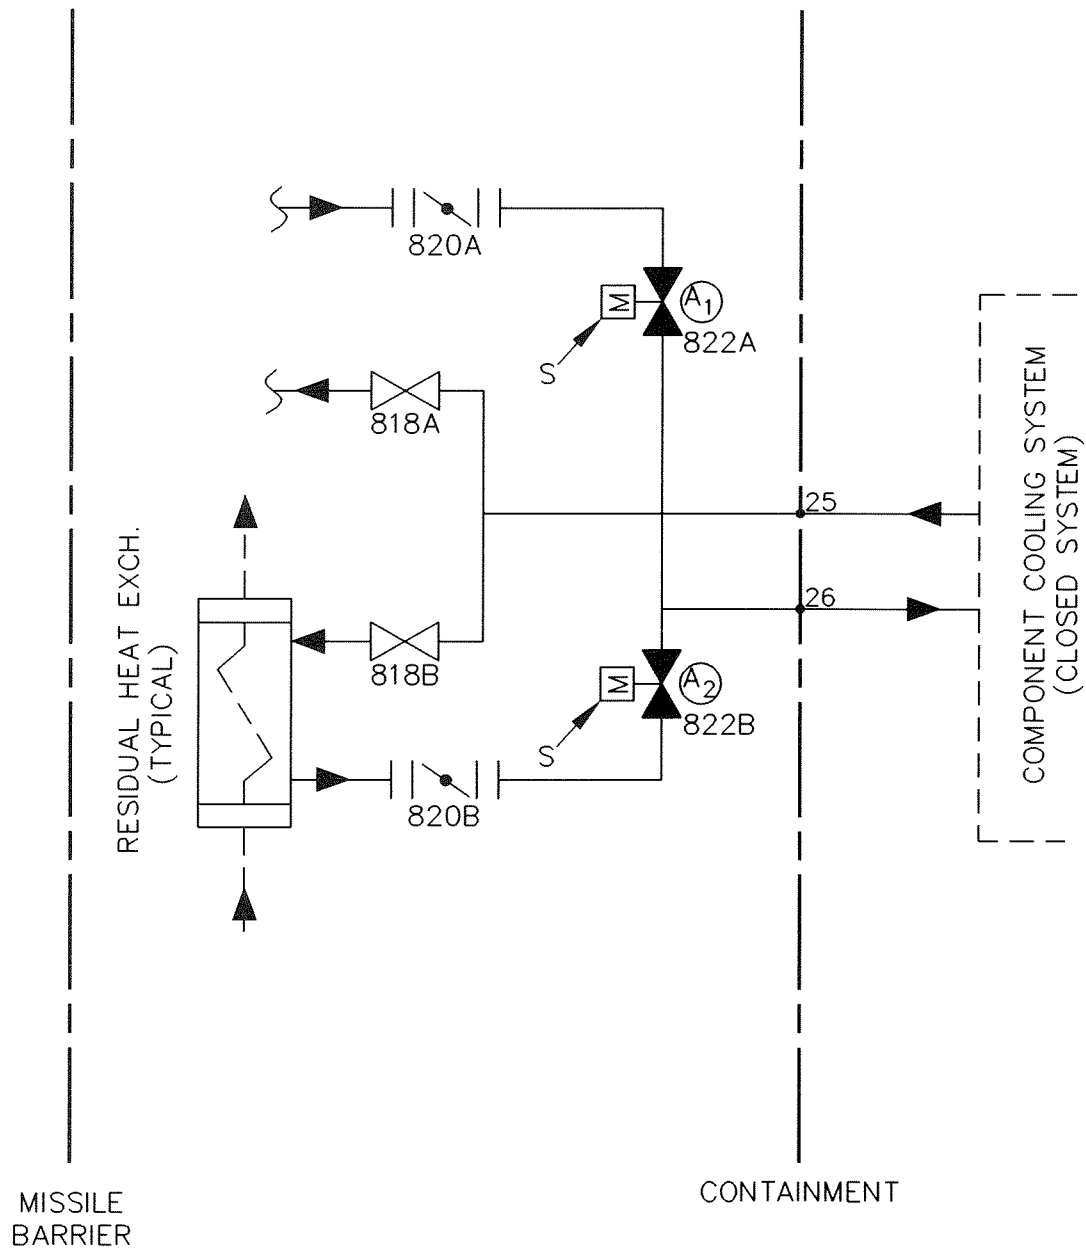 820A
M
A1
822A
S
818A
25
26
RESIDUAL HEAT EXCH.
(TYPICAL)
818B
M
A2
822B
S
820B
COMPONENT COOLING SYSTEM
(CLOSED SYSTEM)
MISSILE
BARRIER
CONTAINMENT